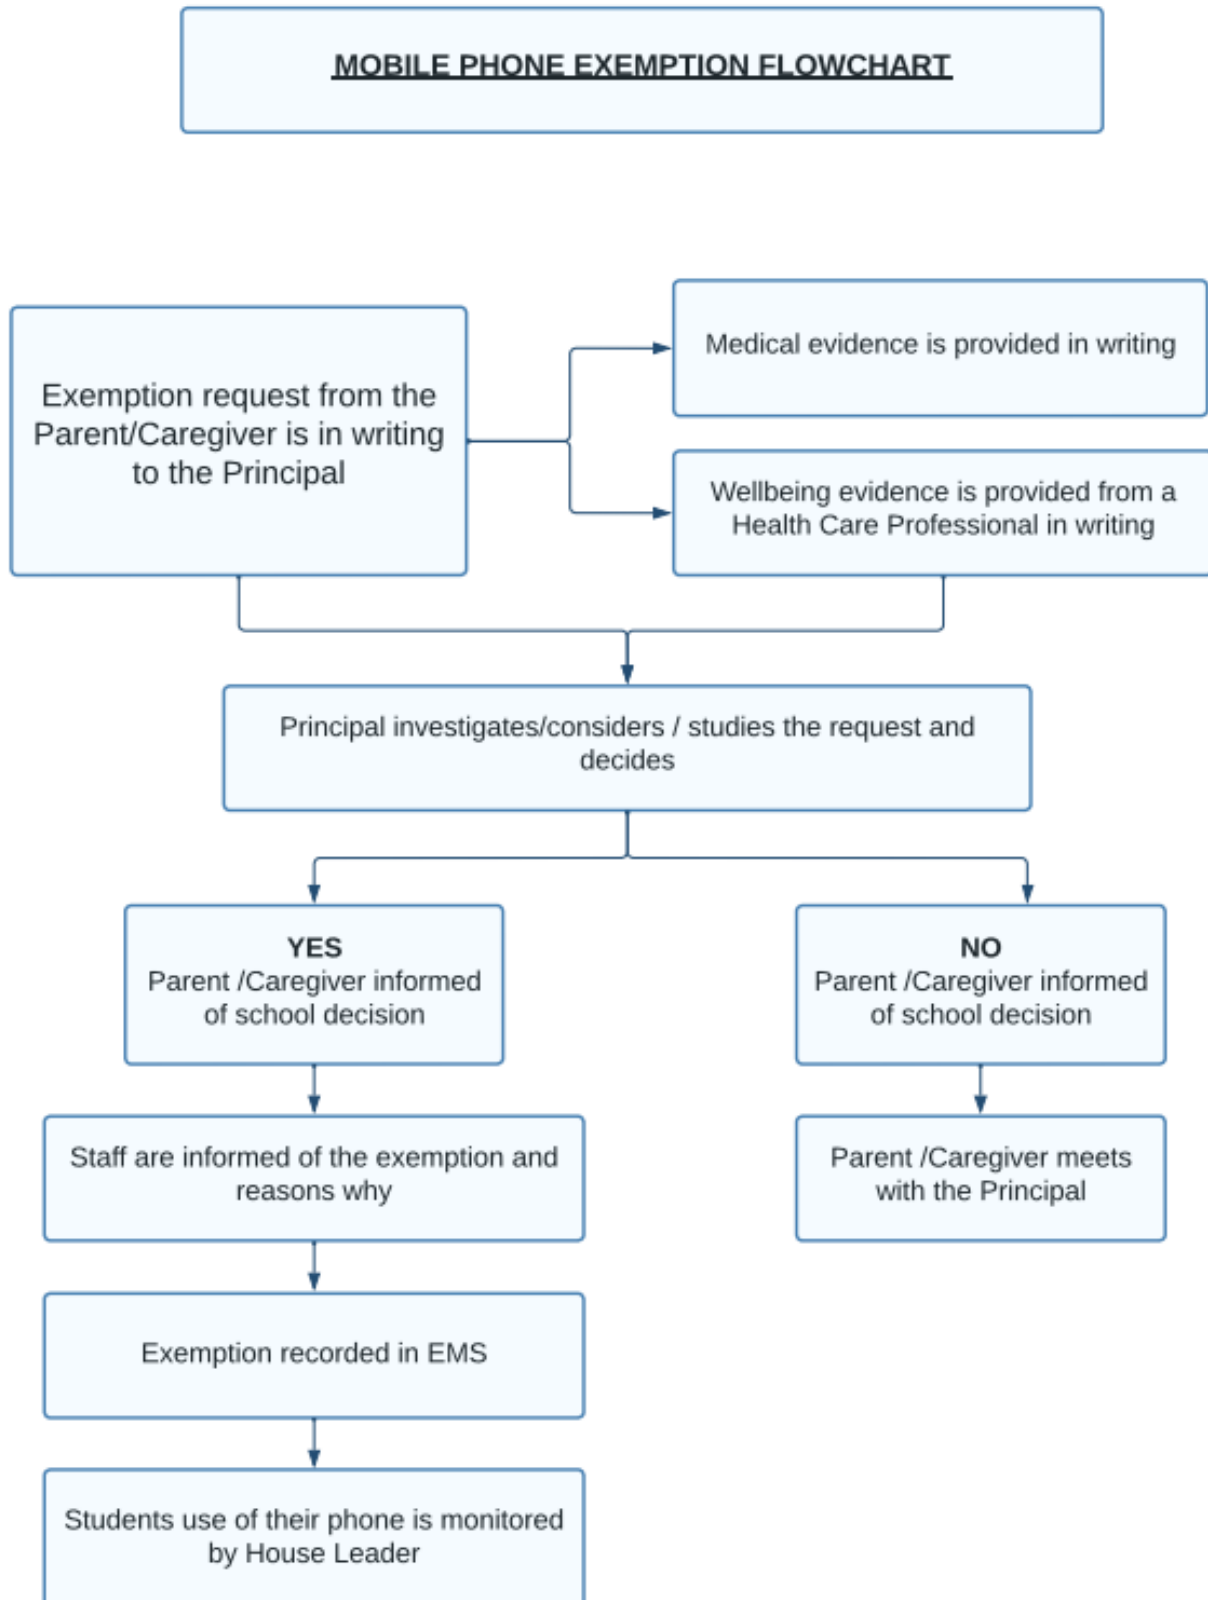 MOBILE PHONE EXEMPTION FLOWCHART
Exemption request from the
Parent/Caregiver is in writing
to the Principal
Medical evidence is provided in writing
Wellbeing evidence is provided from a
Health Care Professional in writing
Principal investigates/considers / studies the request and
decides
YES
Parent /Caregiver informed
of school decision
NO
Parent /Caregiver informed
of school decision
Staff are informed of the exemption and
reasons why
Parent /Caregiver meets
with the Principal
Exemption recorded in EMS
Students use of their phone is monitored
by House Leader